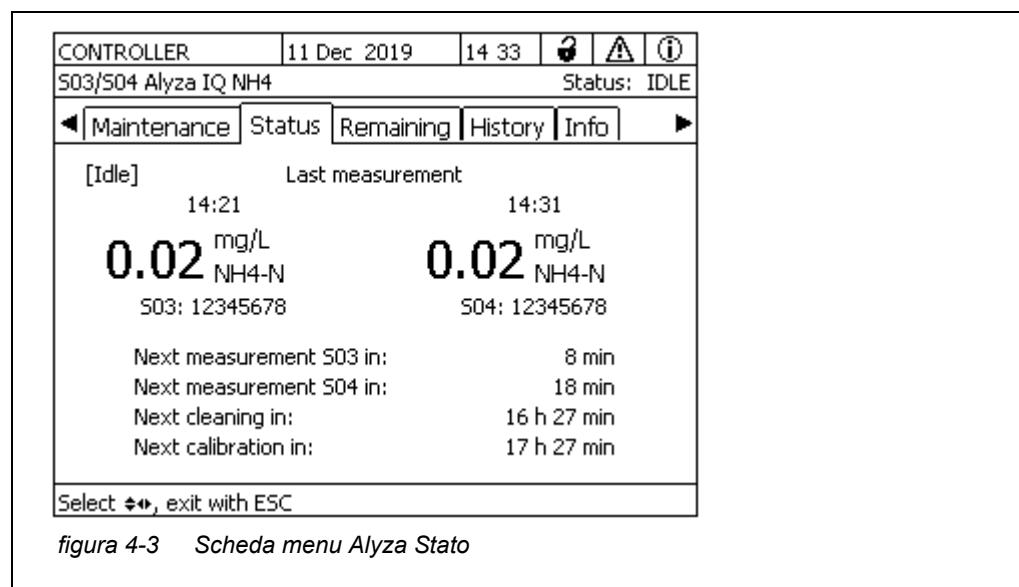 CONTROLLER 11 Dec 2019 14 33
S03/S04 Alyza IQ NH4 Status: IDLE
Maintenance Status Remaining History Info
[Idle] Last measurement
14:21 14:31
0.02 mg/L NH4-N 0.02 mg/L NH4-N
S03: 12345678 S04: 12345678
Next measurement S03 in: 8 min
Next measurement S04 in: 18 min
Next cleaning in: 16 h 27 min
Next calibration in: 17 h 27 min
Select, exit with ESC
figura 4-3 Scheda menu Alyza Stato